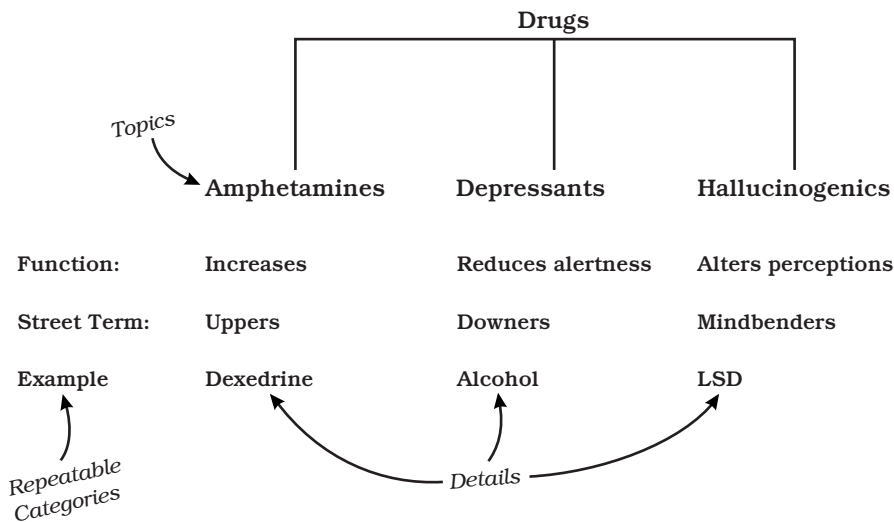 Drugs
Topics
Amphetamines Depressants Hallucinogenics
Function: Increases Reduces alertness Alters perceptions
Street Term: Uppers Downers Mindbenders
Example Dexedrine Alcohol LSD
Repeatable
Categories
Details